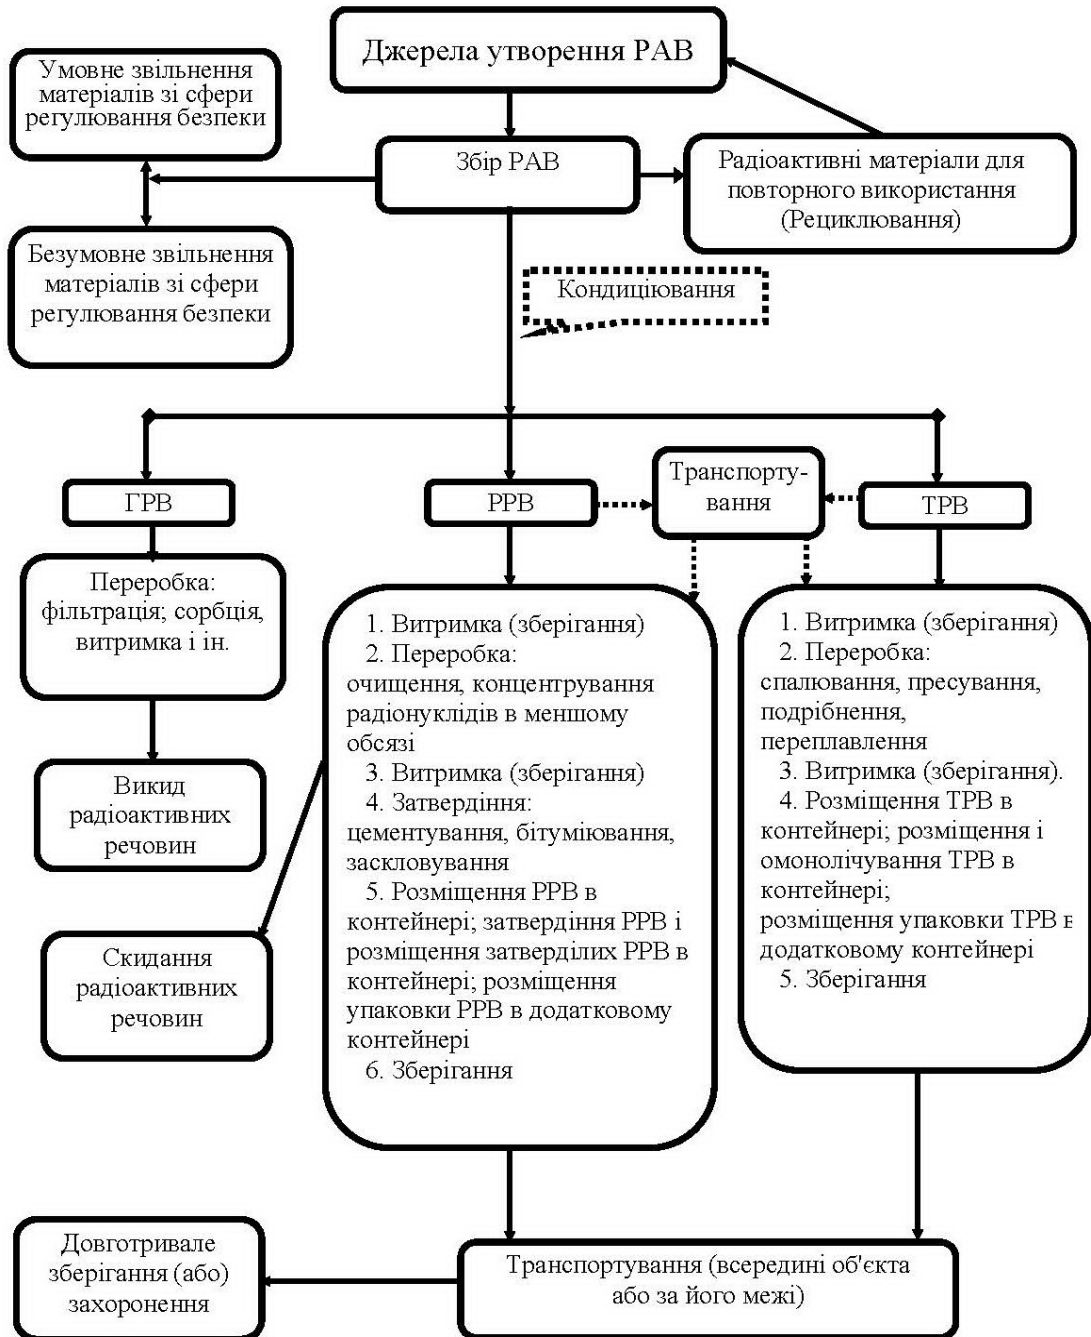 Джерела утворення РАВ
Умовне звільнення
матеріалів зі сфери
регулювання безпеки
Збір РАВ
Радіоактивні матеріали для
повторного використання
(Рециклювання)
Безумовне звільнення
матеріалів зі сфери
регулювання безпеки
Кондиціювання
ГРВ
РРВ
Транспорту-
вання
ТРВ
Переробка:
фільтрація; сорбція,
витримка і ін.
Викид
радіоактивних
речовин
Скидання
радіоактивних
речовин
1. Витримка (зберігання)
2. Переробка:
очищення, концентрування
радіонуклідів в меншому
обсязі
3. Витримка (зберігання)
4. Затвердіння:
цементування, бітуміювання,
заскловування
5. Розміщення РРВ в
контейнері; затвердіння РРВ і
розміщення затверділих РРВ в
контейнері; розміщення
упаковки РРВ в додатковому
контейнері
6. Зберігання
1. Витримка (зберігання)
2. Переробка:
спалювання, пресування,
подрібнення,
переплавлення
3. Витримка (зберігання).
4. Розміщення ТРВ в
контейнері; розміщення і
омонолічування ТРВ в
контейнері;
розміщення упаковки ТРВ в
додатковому контейнері
5. Зберігання
Довготривале
зберігання (або)
захоронення
Транспортування (всередині об'єкта
або за його межі)